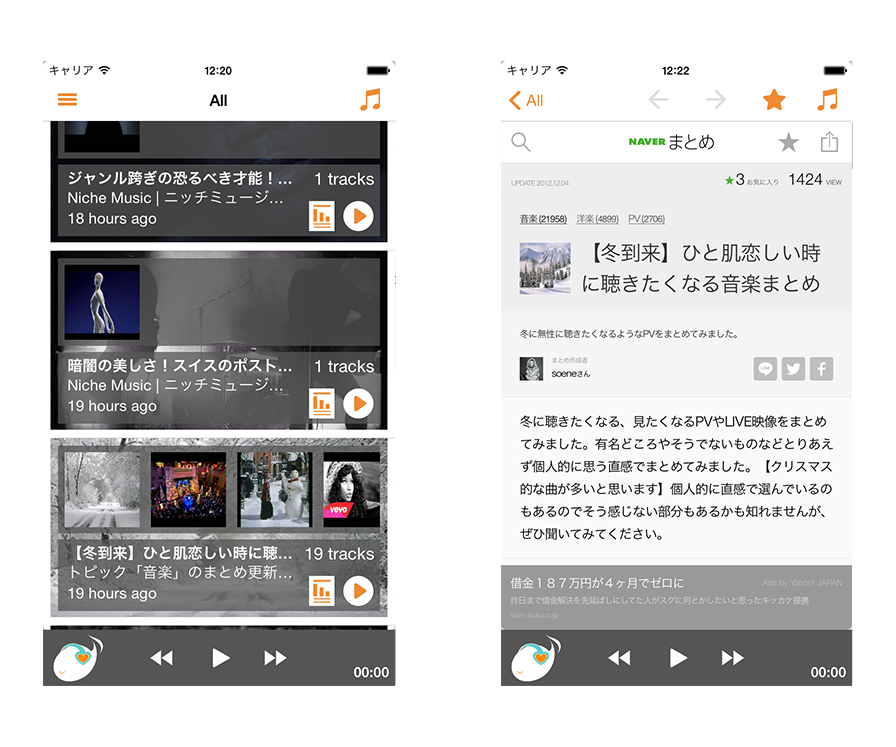 キャリア 12:20
All
ジャンル跨ぎの恐るべき才能！... 1 tracks
Niche Music | ニッチミュージ...
18 hours ago
暗闇の美しさ！スイスのポスト... 1 tracks
Niche Music | ニッチミュージ...
19 hours ago
vevo
【冬到来】ひと肌恋しい時に聴... 19 tracks
トピック「音楽」のまとめ更新...
19 hours ago
00:00
キャリア 12:22
All
NAVER まとめ
UPDATE 2012.12.04 ★3 お気に入り 1424 VIEW
音楽 (21958) 洋楽 (4899) PV (2706)
【冬到来】ひと肌恋しい時
に聴きたくなる音楽まとめ
冬に無性に聴きたくなるようなPVをまとめてみました。
まとめ作成者
soeneさん
LINE
冬に聴きたくなる、見たくなるPVやLIVE映像をまとめ
てみました。有名どころやそうでないものなどとりあえ
ず個人的に思う直感でまとめてみました。【クリスマス
的な曲が多いと思います】個人的に直感で選んでいるの
もあるのでそう感じない部分もあるかも知れませんが、
ぜひ聞いてみてください。
借金１８７万円が４ヶ月でゼロに Ads by Yahoo! JAPAN
昨日まで借金解決を先延ばしにしてた人がスグに何とかしたいと思ったキッカケ提携
saim-lady.co.jp
00:00